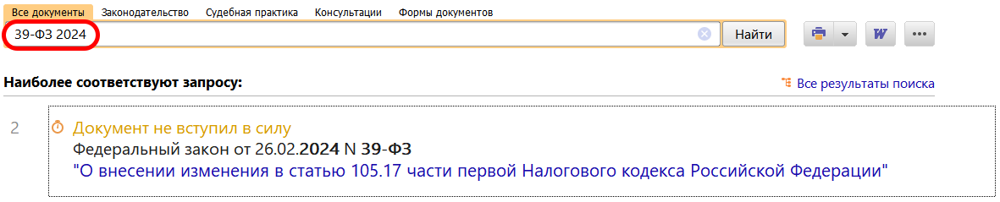 Все документы Законодательство Судебная практика Консультации Формы документов
39-ФЗ 2024 Найти W
Наиболее соответствуют запросу: Все результаты поиска
2 Документ не вступил в силу
Федеральный закон от 26.02.2024 N 39-ФЗ
"О внесении изменения в статью 105.17 части первой Налогового кодекса Российской Федерации"